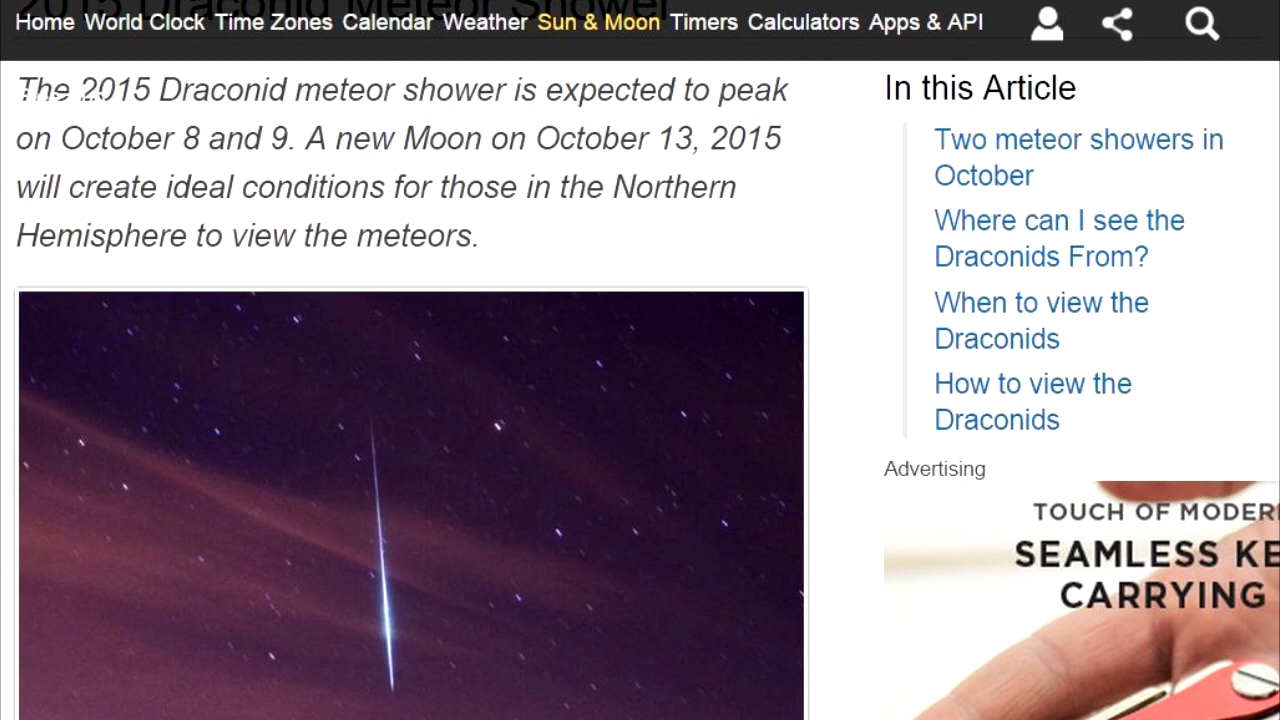 2015 Draconid Meteor Shower
Home World Clock Time Zones Calendar Weather Sun & Moon Timers Calculators Apps & API
The 2015 Draconid meteor shower is expected to peak
on October 8 and 9. A new Moon on October 13, 2015
will create ideal conditions for those in the Northern
Hemisphere to view the meteors.
In this Article
Two meteor showers in
October
Where can I see the
Draconids From?
When to view the
Draconids
How to view the
Draconids
Advertising
TOUCH OF MODER
SEAMLESS KE
CARRYING